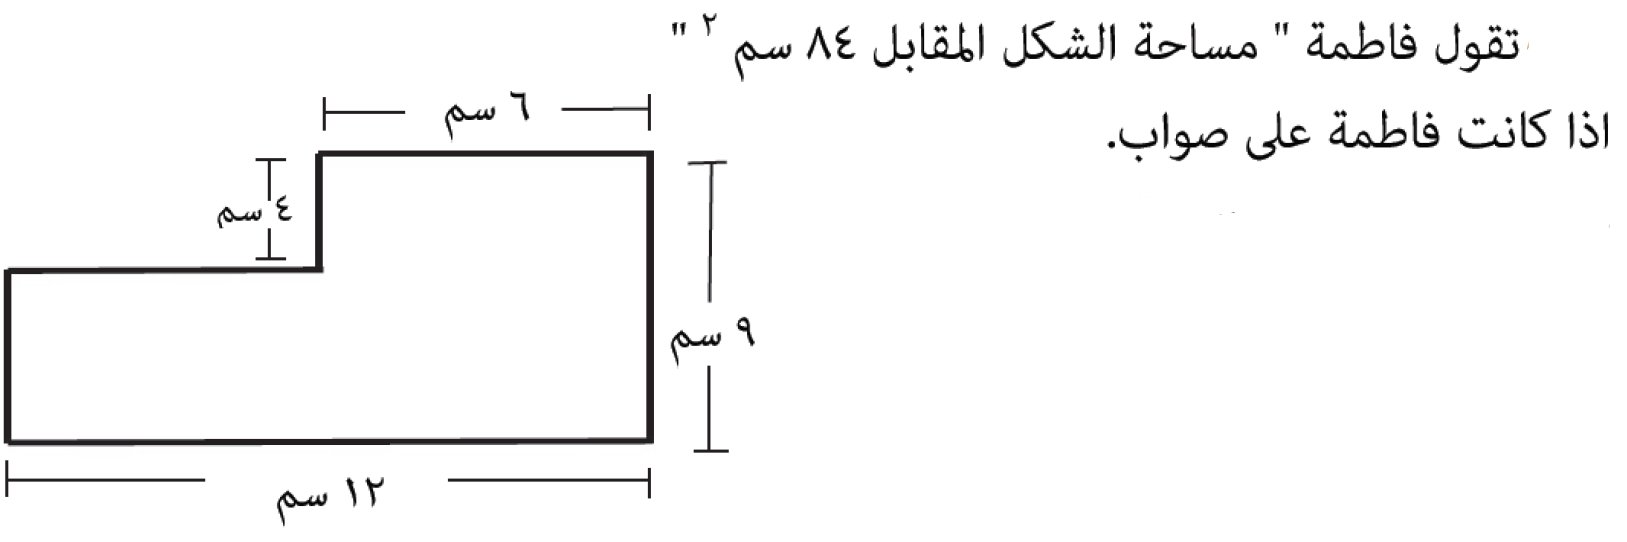 تقول فاطمة " مساحة الشكل المقابل ٨٤ سم ٢ "
اذا كانت فاطمة على صواب.
٦ سم
٤ سم
٩ سم
١٢ سم